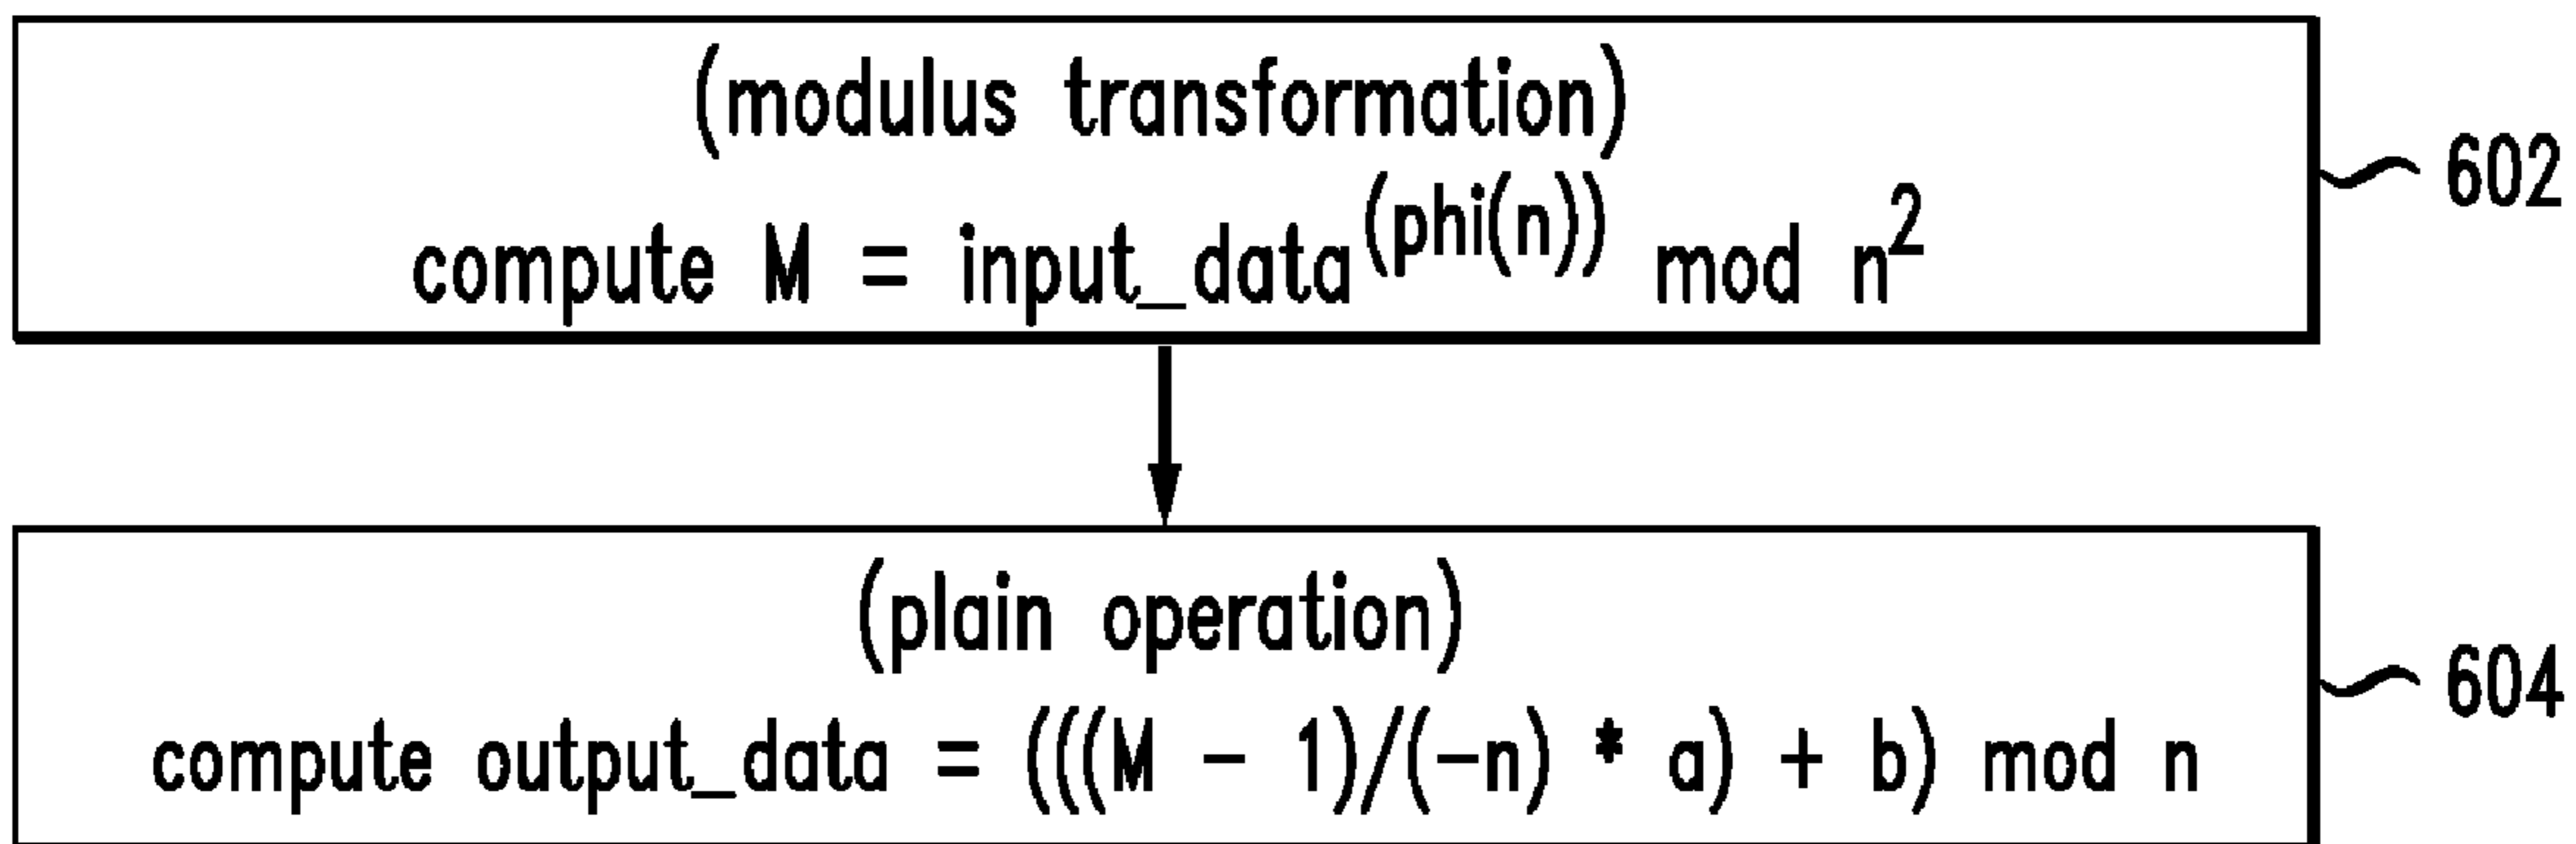 (modulus transformation)
compute M = input_data^(phi(n)) mod n^2
602
(plain operation)
compute output_data = (((M - 1)/(-n) * a) + b) mod n
604